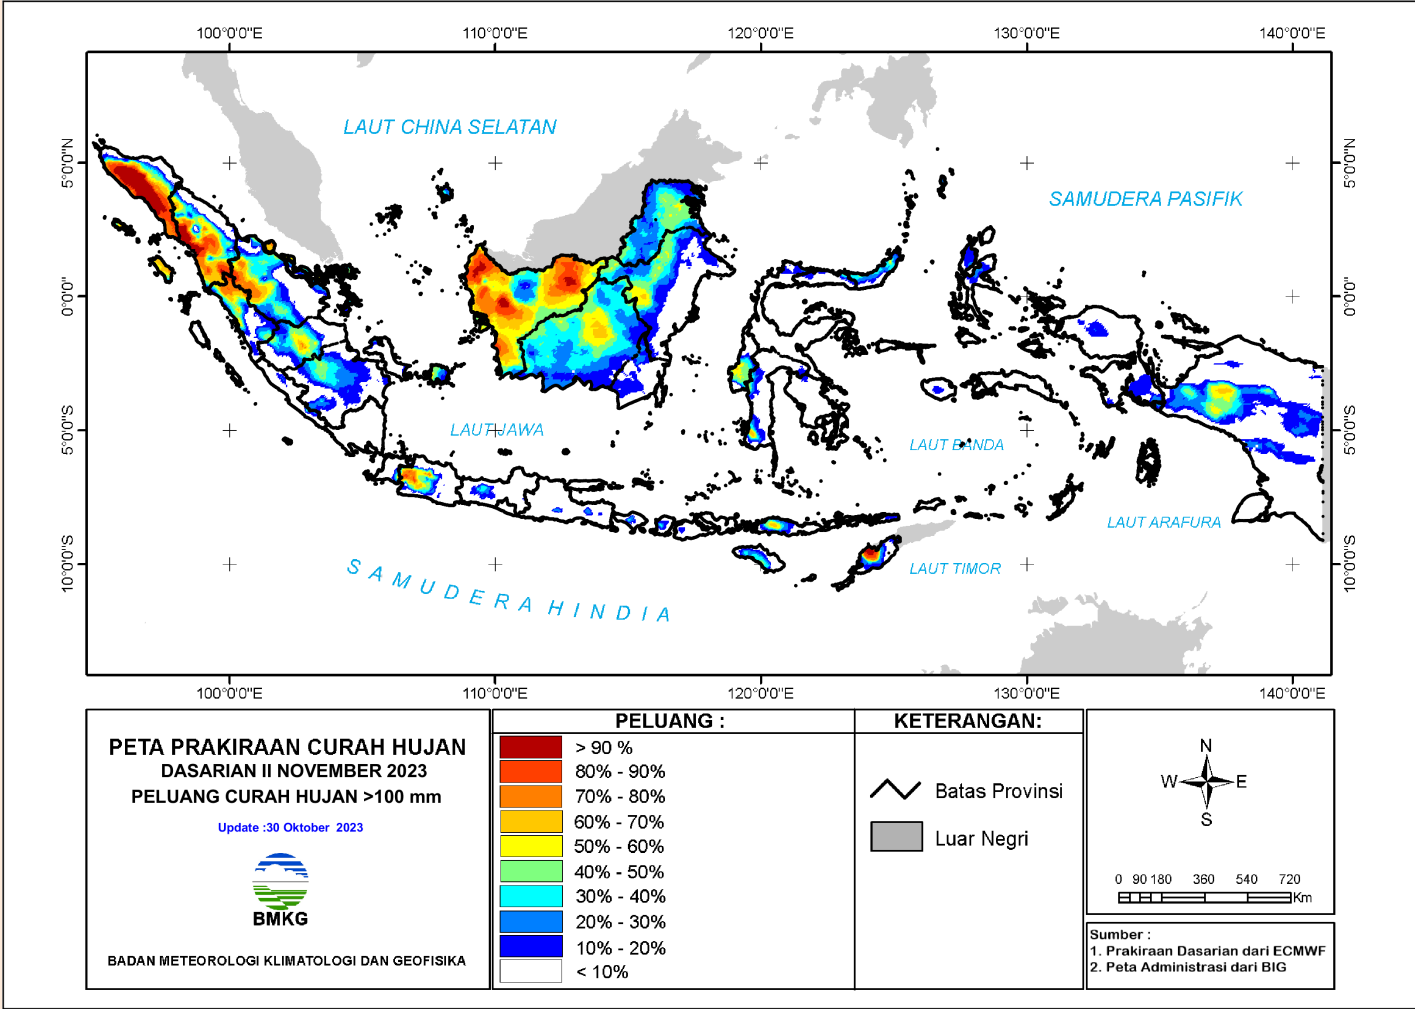 100°0'0"E 110°0'0"E 120°0'0"E 130°0'0"E 140°0'0"E
5°0'0"N 5°0'0"N
0°0'0" 0°0'0"
5°0'0"S 5°0'0"S
10°0'0"S 10°0'0"S
LAUT CHINA SELATAN
SAMUDERA PASIFIK
LAUT JAWA
LAUT BANDA
LAUT ARAFURA
LAUT TIMOR
SAMUDERA HINDIA
100°0'0"E 110°0'0"E 120°0'0"E 130°0'0"E 140°0'0"E
PETA PRAKIRAAN CURAH HUJAN
DASARIAN II NOVEMBER 2023
PELUANG CURAH HUJAN >100 mm
Update :30 Oktober 2023
BMKG
BADAN METEOROLOGI KLIMATOLOGI DAN GEOFISIKA
PELUANG :
> 90 %
80% - 90%
70% - 80%
60% - 70%
50% - 60%
40% - 50%
30% - 40%
20% - 30%
10% - 20%
< 10%
KETERANGAN:
Batas Provinsi
Luar Negri
N
W E
S
0 90 180 360 540 720
Km
Sumber :
1. Prakiraan Dasarian dari ECMWF
2. Peta Administrasi dari BIG